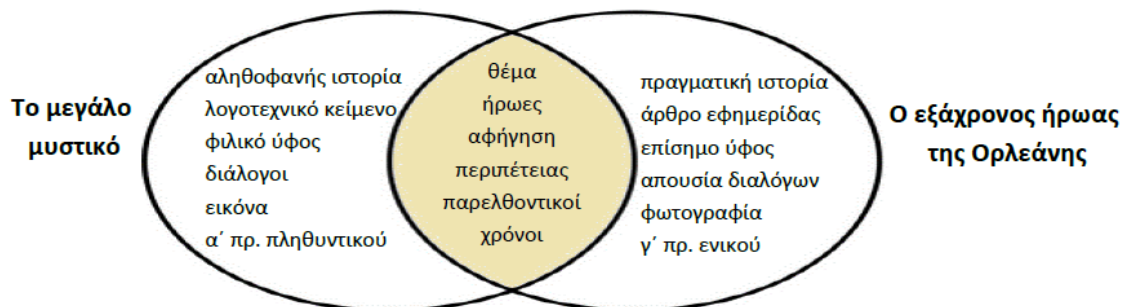 Το μεγάλο
μυστικό
αληθοφανής ιστορία
λογοτεχνικό κείμενο
φιλικό ύφος
διάλογοι
εικόνα
α΄ πρ. πληθυντικού
θέμα
ήρωες
αφήγηση
περιπέτειας
παρελθοντικοί
χρόνοι
πραγματική ιστορία
άρθρο εφημερίδας
επίσημο ύφος
απουσία διαλόγων
φωτογραφία
γ΄ πρ. ενικού
Ο εξάχρονος ήρωας
της Ορλεάνης